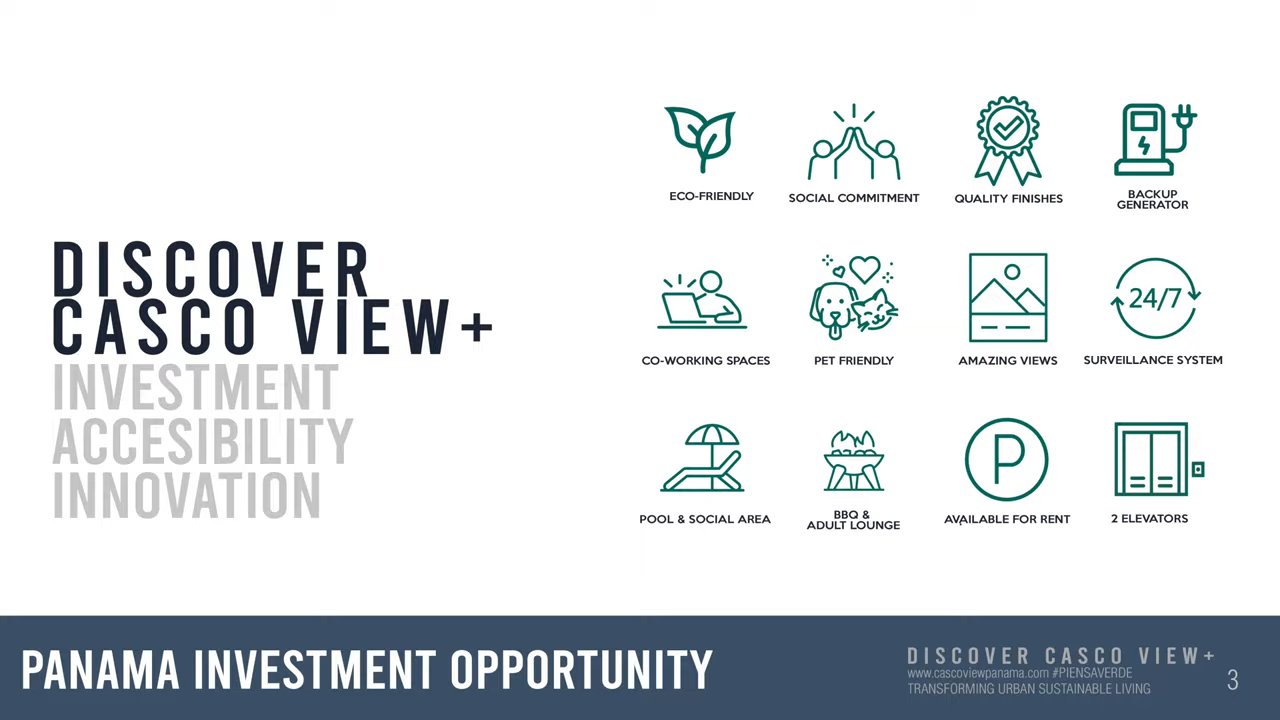 DISCOVER
CASCO VIEW+
INVESTMENT
ACCESIBILITY
INNOVATION
ECO-FRIENDLY
SOCIAL COMMITMENT
QUALITY FINISHES
BACKUP
GENERATOR
CO-WORKING SPACES
PET FRIENDLY
AMAZING VIEWS
24/7
SURVEILLANCE SYSTEM
POOL & SOCIAL AREA
BBQ &
ADULT LOUNGE
P
AVAILABLE FOR RENT
2 ELEVATORS
PANAMA INVESTMENT OPPORTUNITY
DISCOVER CASCO VIEW+
www.cascoviewpanama.com #PIENSAVERDE
TRANSFORMING URBAN SUSTAINABLE LIVING
3